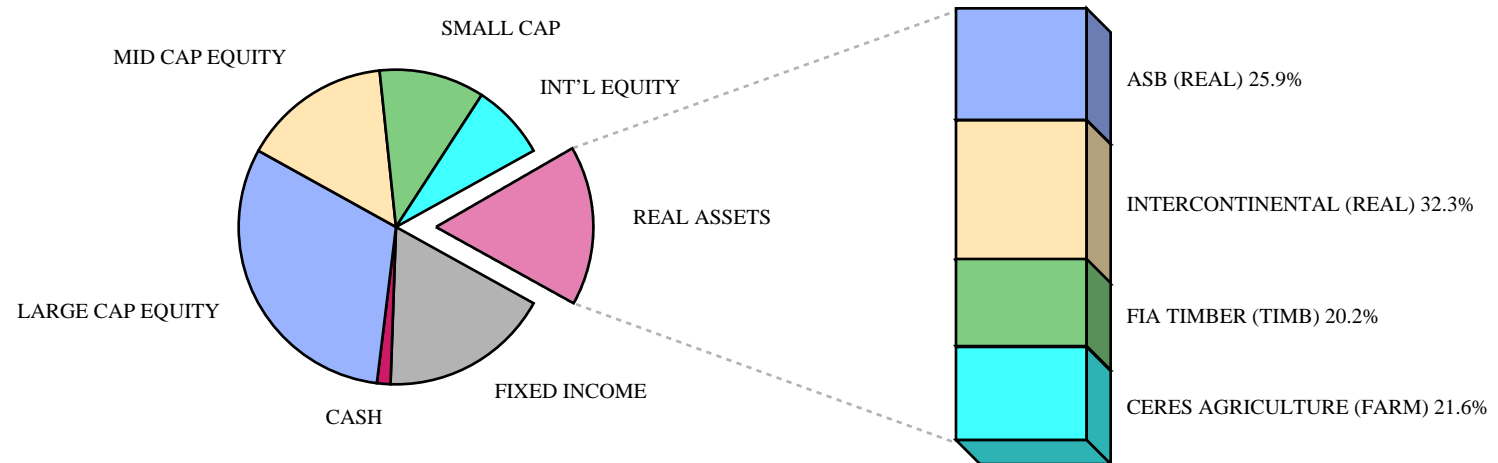 SMALL CAP
MID CAP EQUITY
INT'L EQUITY
REAL ASSETS
LARGE CAP EQUITY
FIXED INCOME
CASH
ASB (REAL) 25.9%
INTERCONTINENTAL (REAL) 32.3%
FIA TIMBER (TIMB) 20.2%
CERES AGRICULTURE (FARM) 21.6%